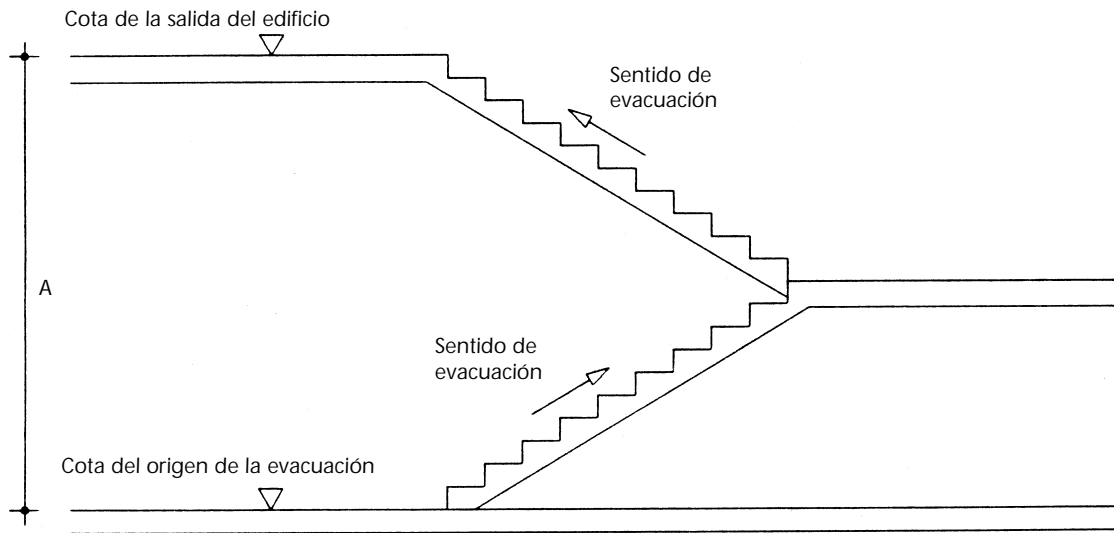 Cota de la salida del edificio
Sentido de
evacuación
A
Sentido de
evacuación
Cota del origen de la evacuación